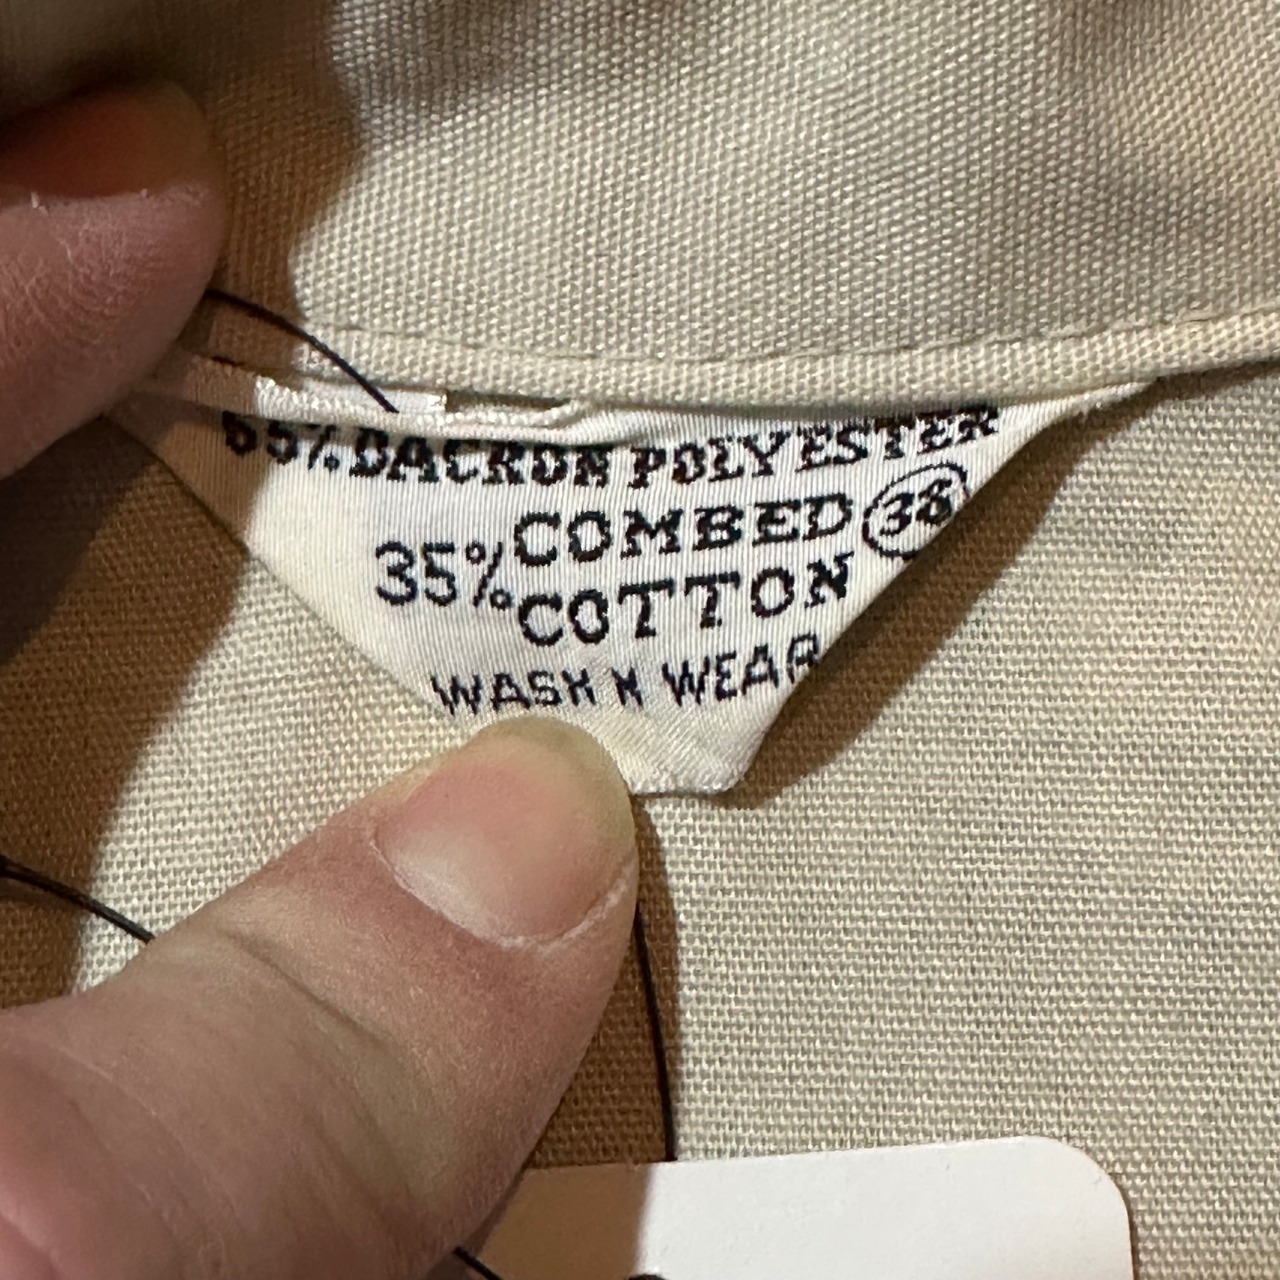 65% DACRON POLYESTER
35% COMBED COTTON 38
WASH N WEAR